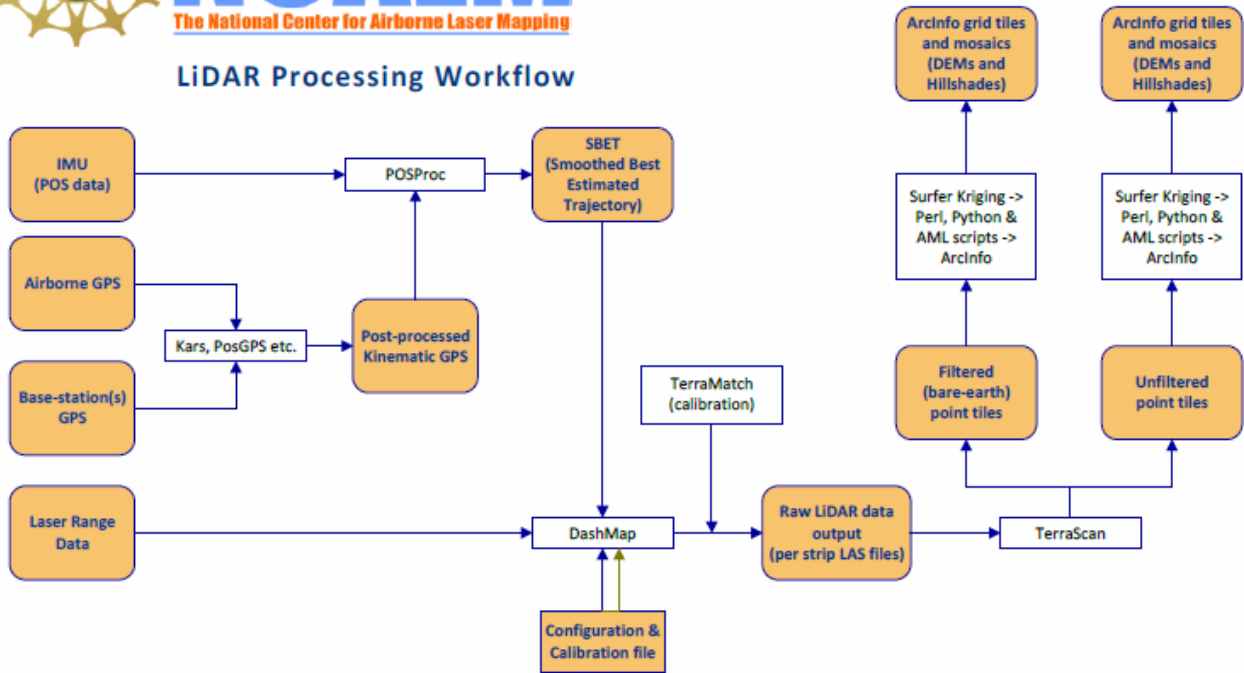 The National Center for Airborne Laser Mapping
LiDAR Processing Workflow
IMU
(POS data)
POSProc
SBET
(Smoothed Best
Estimated
Trajectory)
Airborne GPS
Kars, PosGPS etc.
Post-processed
Kinematic GPS
Base-station(s)
GPS
Laser Range
Data
DashMap
Configuration &
Calibration file
TerraMatch
(calibration)
Raw LiDAR data
output
(per strip LAS files)
TerraScan
Filtered
(bare-earth)
point tiles
Unfiltered
point tiles
Surfer Kriging ->
Perl, Python &
AML scripts ->
ArcInfo
Surfer Kriging ->
Perl, Python &
AML scripts ->
ArcInfo
ArcInfo grid tiles
and mosaics
(DEMs and
Hillshades)
ArcInfo grid tiles
and mosaics
(DEMs and
Hillshades)